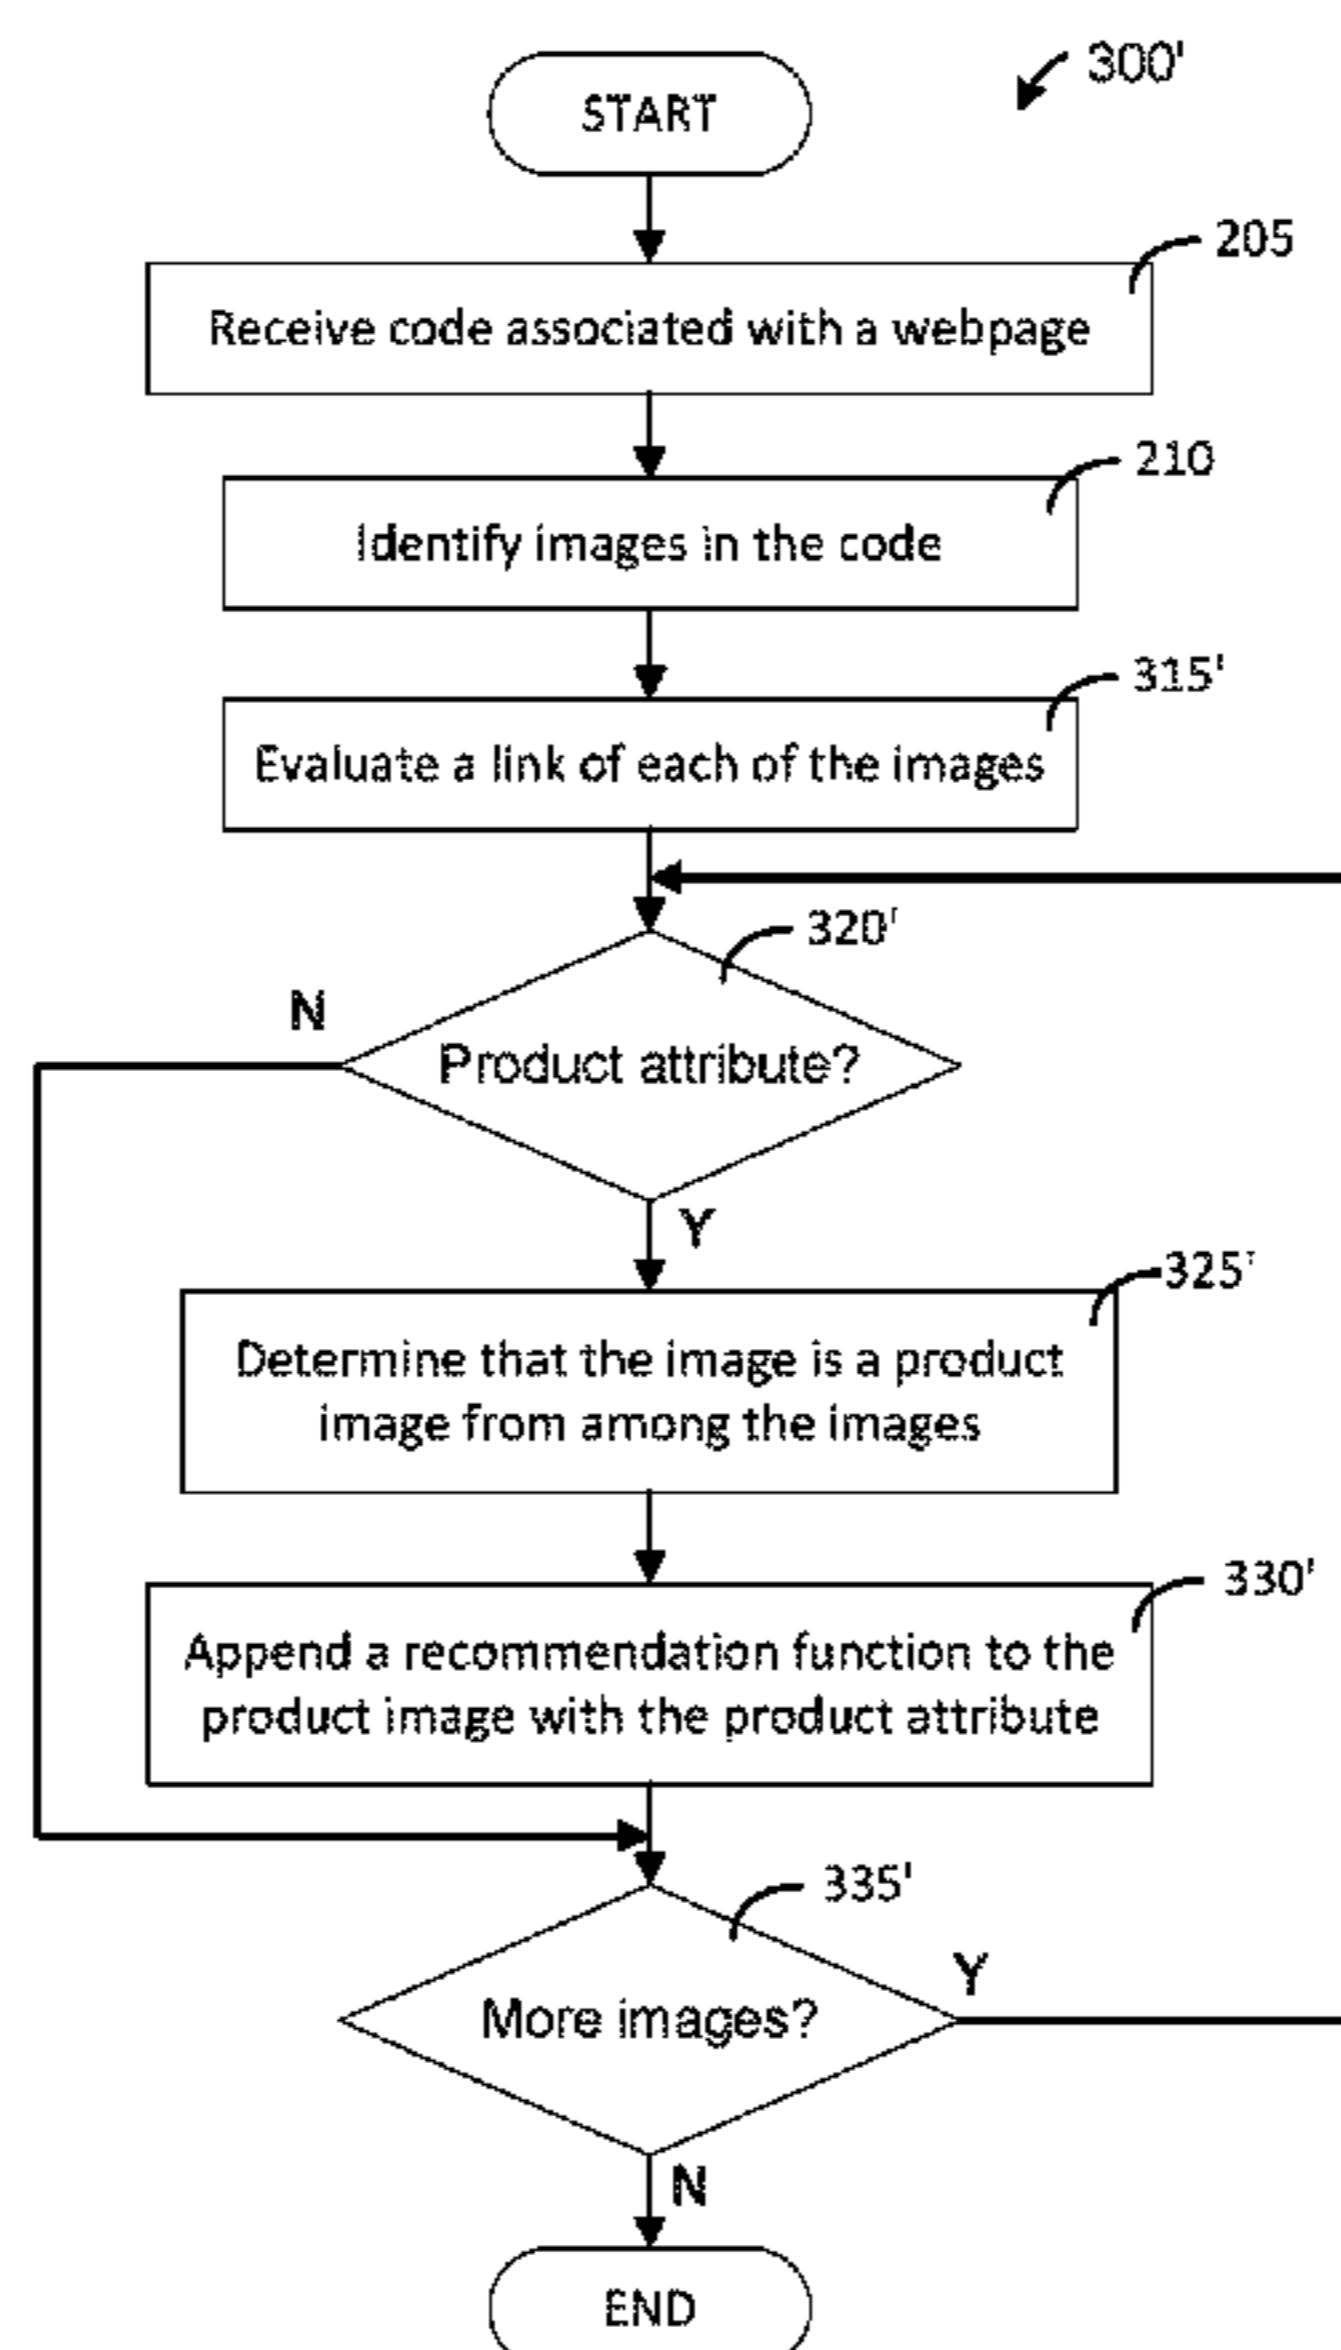 300'
START
205
Receive code associated with a webpage
210
Identify images in the code
315'
Evaluate a link of each of the images
320'
N
Product attribute?
Y
325'
Determine that the image is a product
image from among the images
330'
Append a recommendation function to the
product image with the product attribute
335'
Y
More images?
N
END